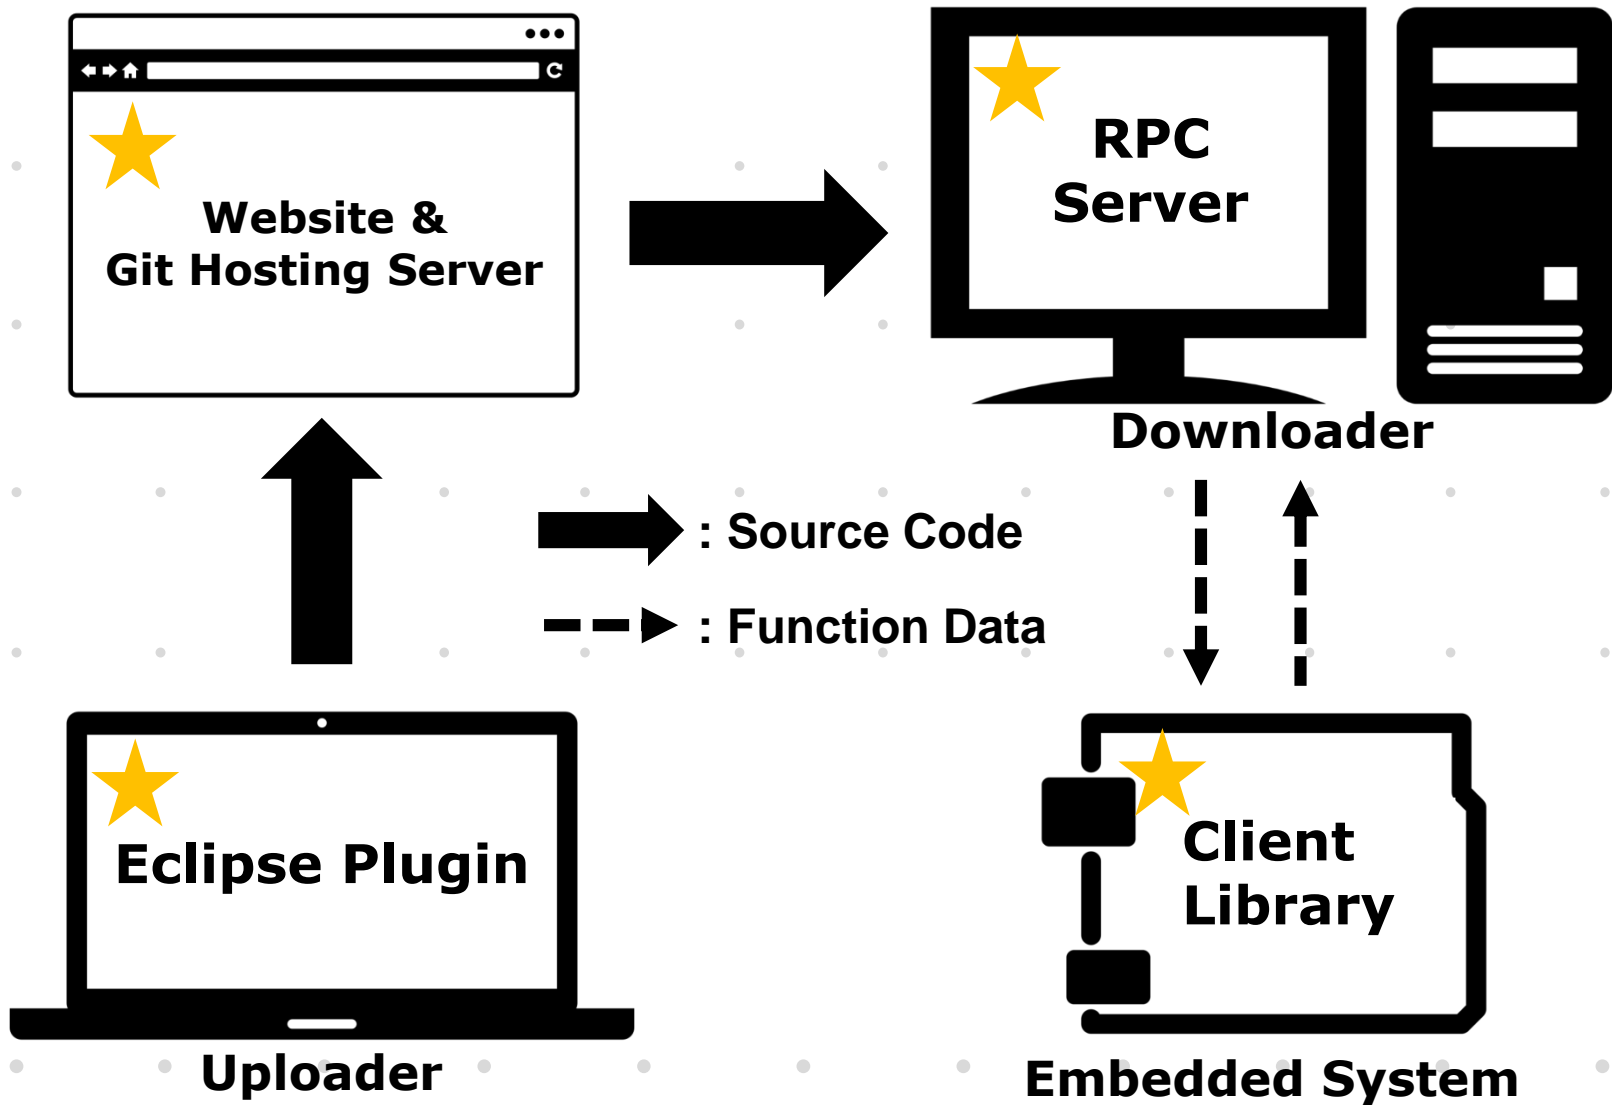 Website &
Git Hosting Server
RPC
Server
Downloader
: Source Code
: Function Data
Eclipse Plugin
Uploader
Client
Library
Embedded System